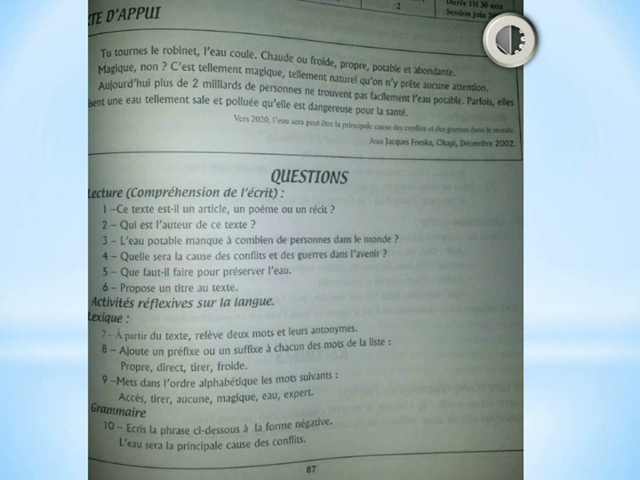 TE D'APPUI
2
Durée 1H 30 min
Session juin
Tu tournes le robinet, l'eau coule. Chaude ou froide, propre, potable et abondante.
Magique, non ? C'est tellement magique, tellement naturel qu'on n'y prête aucune attention.
Aujourd'hui plus de 2 milliards de personnes ne trouvent pas facilement l'eau potable. Parfois, elles
sent une eau tellement sale et polluée qu'elle est dangereuse pour la santé.
Vers 2020, l'eau sera peut être la principale cause des conflits et des guerres dans le monde.
Jean Jacques Fneska, Okapi, Décembre 2002.
QUESTIONS
Lecture (Compréhension de l'écrit) :
1 –Ce texte est-il un article, un poème ou un récit ?
2 – Qui est l'auteur de ce texte ?
3 – L'eau potable manque à combien de personnes dans le monde ?
4 – Quelle sera la cause des conflits et des guerres dans l'avenir ?
5 – Que faut-il faire pour préserver l'eau.
6 – Propose un titre au texte.
Activités réflexives sur la langue.
Lexique :
7 – À partir du texte, relève deux mots et leurs antonymes.
8 – Ajoute un préfixe ou un suffixe à chacun des mots de la liste :
Propre, direct, tirer, froide.
9 –Mets dans l'ordre alphabétique les mots suivants :
Accès, tirer, aucune, magique, eau, expert.
Grammaire
10 – Ecris la phrase ci-dessous à la forme négative.
L'eau sera la principale cause des conflits.
87